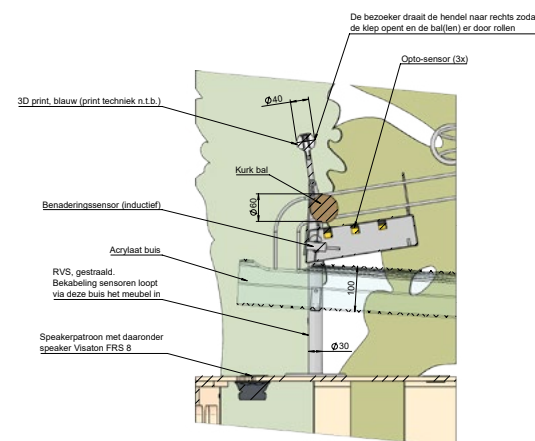 De bezoeker draait de hendel naar rechts zoda
de klep opent en de bal(len) er door rollen
Opto-sensor (3x)
Ø40
3D print, blauw (print techniek n.t.b.)
Kurk bal
Ø60
Benaderingssensor (inductief)
Acrylaat buis
RVS, gestraald.
Bekabeling sensoren loopt
via deze buis het meubel in
100
Speakerpatroon met daaronder
speaker Visaton FRS 8
Ø30